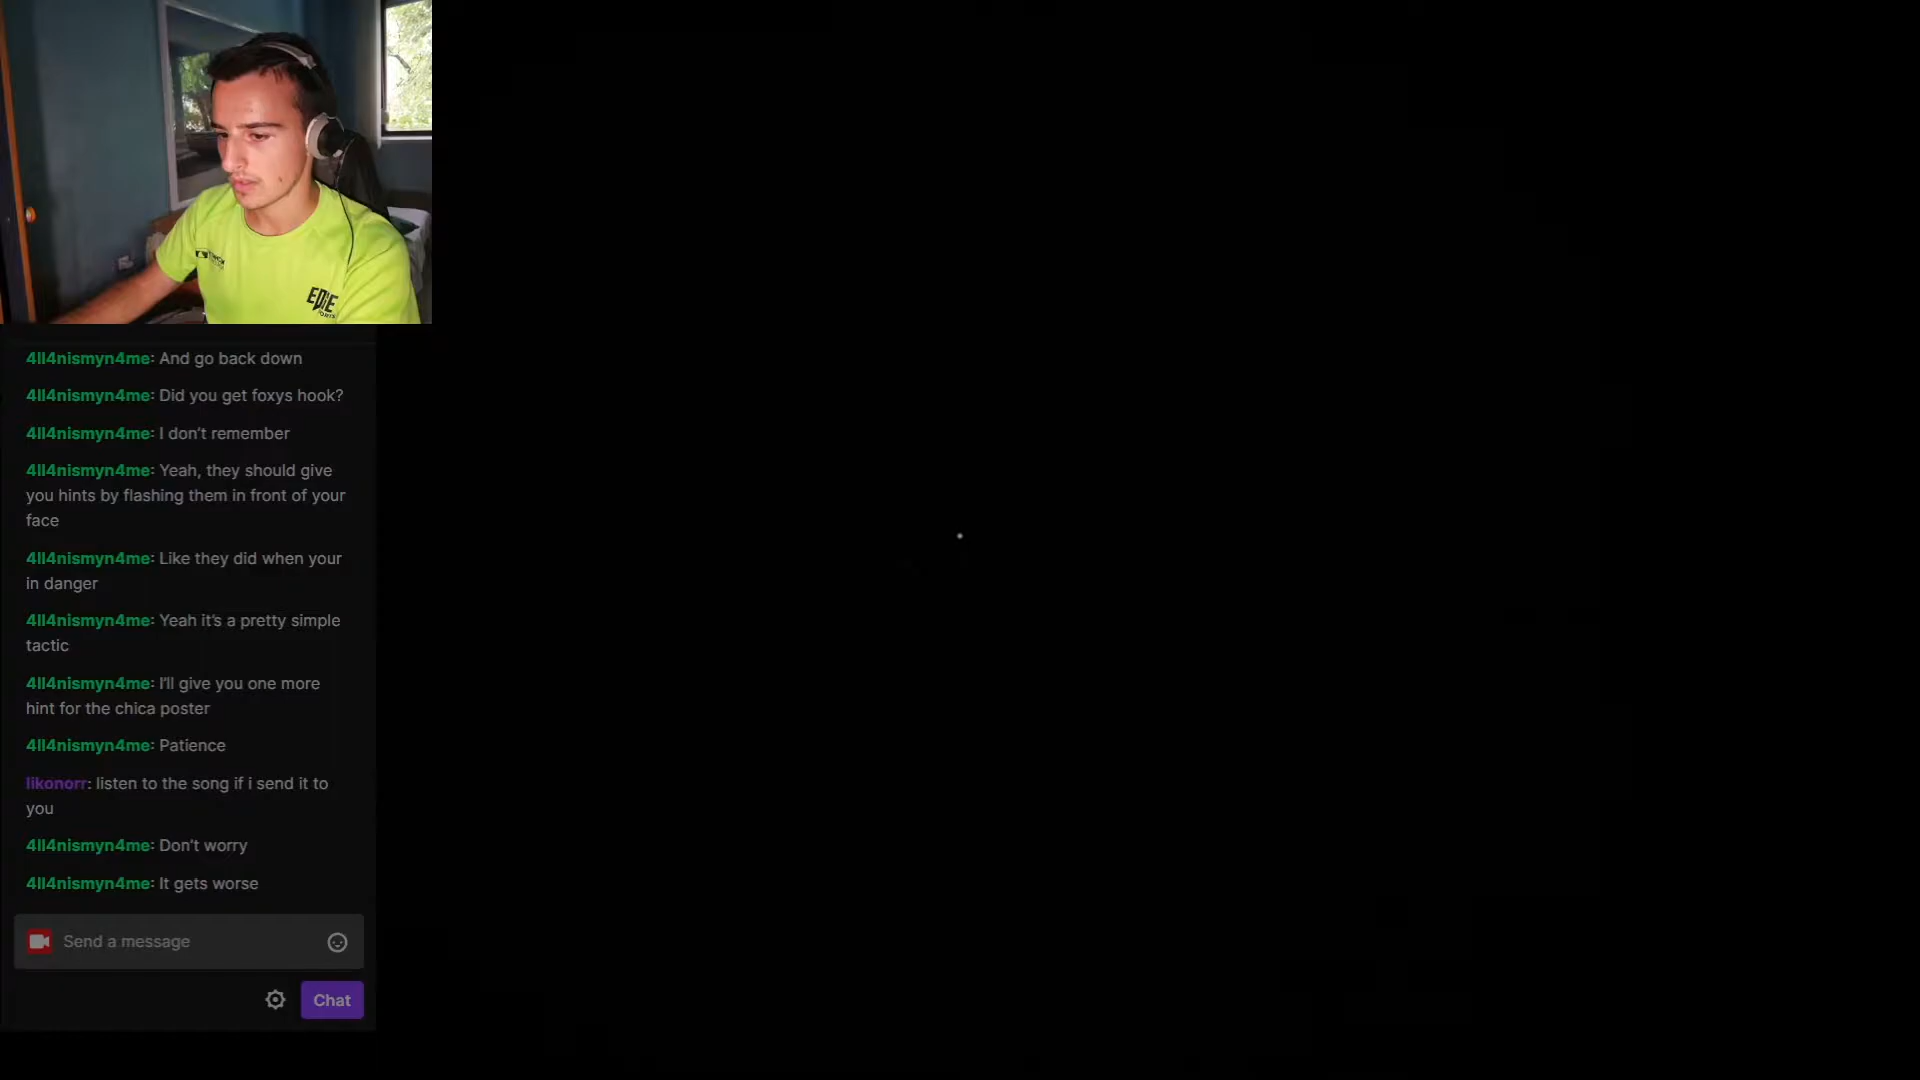 EDGE
4ll4nismyn4me: And go back down
4ll4nismyn4me: Did you get foxys hook?
4ll4nismyn4me: I don't remember
4ll4nismyn4me: Yeah, they should give
you hints by flashing them in front of your
face
4ll4nismyn4me: Like they did when your
in danger
4ll4nismyn4me: Yeah it's a pretty simple
tactic
4ll4nismyn4me: I'll give you one more
hint for the chica poster
4ll4nismyn4me: Patience
likonorr: listen to the song if i send it to
you
4ll4nismyn4me: Don't worry
4ll4nismyn4me: It gets worse
Send a message
Chat